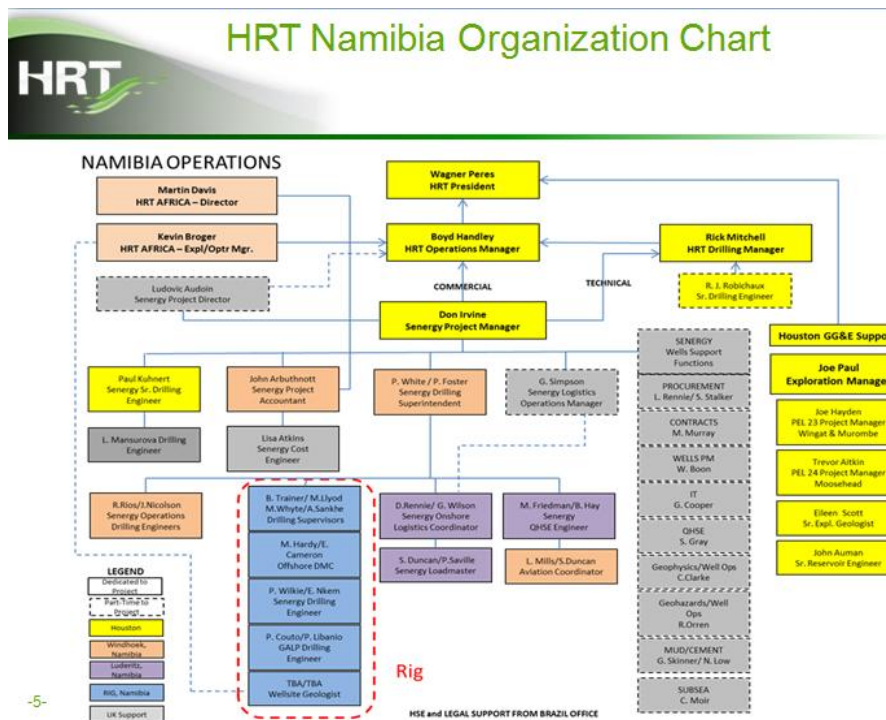 HRT Namibia Organization Chart
HRT
NAMIBIA OPERATIONS
Martin Davis
HRT AFRICA – Director
Wagner Peres
HRT President
Kevin Broger
HRT AFRICA – Expl/Optr Mgr.
Boyd Handley
HRT Operations Manager
Rick Mitchell
HRT Drilling Manager
Ludovic Audoin
Senergy Project Director
COMMERCIAL
TECHNICAL
R. J. Robichaux
Sr. Drilling Engineer
Don Irvine
Senergy Project Manager
SENERGY
Wells Support
Functions
Houston GG&E Suppo
Paul Kuhnert
Senergy Sr. Drilling
Engineer
John Arbuthnott
Senergy Project
Accountant
P. White / P. Foster
Senergy Drilling
Superintendent
G. Simpson
Senergy Logistics
Operations Manager
PROCUREMENT
L. Rennie/ S. Stalker
Joe Paul
Exploration Manage
L. Mansurova Drilling
Engineer
Lisa Atkins
Senergy Cost
Engineer
CONTRACTS
M. Murray
Joe Hayden
PEL 23 Project Manager
Wingat & Murombe
WELLS PM
W. Boon
Trevor Aitkin
PEL 24 Project Manager
Moosehead
R.Rios/J.Nicolson
Senergy Operations
Drilling Engineers
B. Trainer/ M.Llyod
M.Whyte/A.Sankhe
Drilling Supervisors
D.Rennie/ G. Wilson
Senergy Onshore
Logistics Coordinator
M. Friedman/B. Hay
Senergy
QHSE Engineer
IT
G. Cooper
Eileen Scott
Sr. Expl. Geologist
QHSE
S. Gray
M. Hardy/E.
Cameron
Offshore DMC
S. Duncan/P.Saville
Senergy Loadmaster
L. Mills/S.Duncan
Aviation Coordinator
John Auman
Sr. Reservoir Engineer
Geophysics/Well Ops
C.Clarke
LEGEND
Dedicated to
Project
Part-Time to
Project
Houston
Windhoek,
Namibia
Luderitz,
Namibia
RIG, Namibia
UK Support
P. Wilkie/E. Nkem
Senergy Drilling
Engineer
Geohazards/Well
Ops
R.Orren
P. Couto/P. Libanio
GALP Drilling
Engineer
MUD/CEMENT
G. Skinner/ N. Low
Rig
TBA/TBA
Wellsite Geologist
SUBSEA
C. Moir
-5-
HSE and LEGAL SUPPORT FROM BRAZIL OFFICE